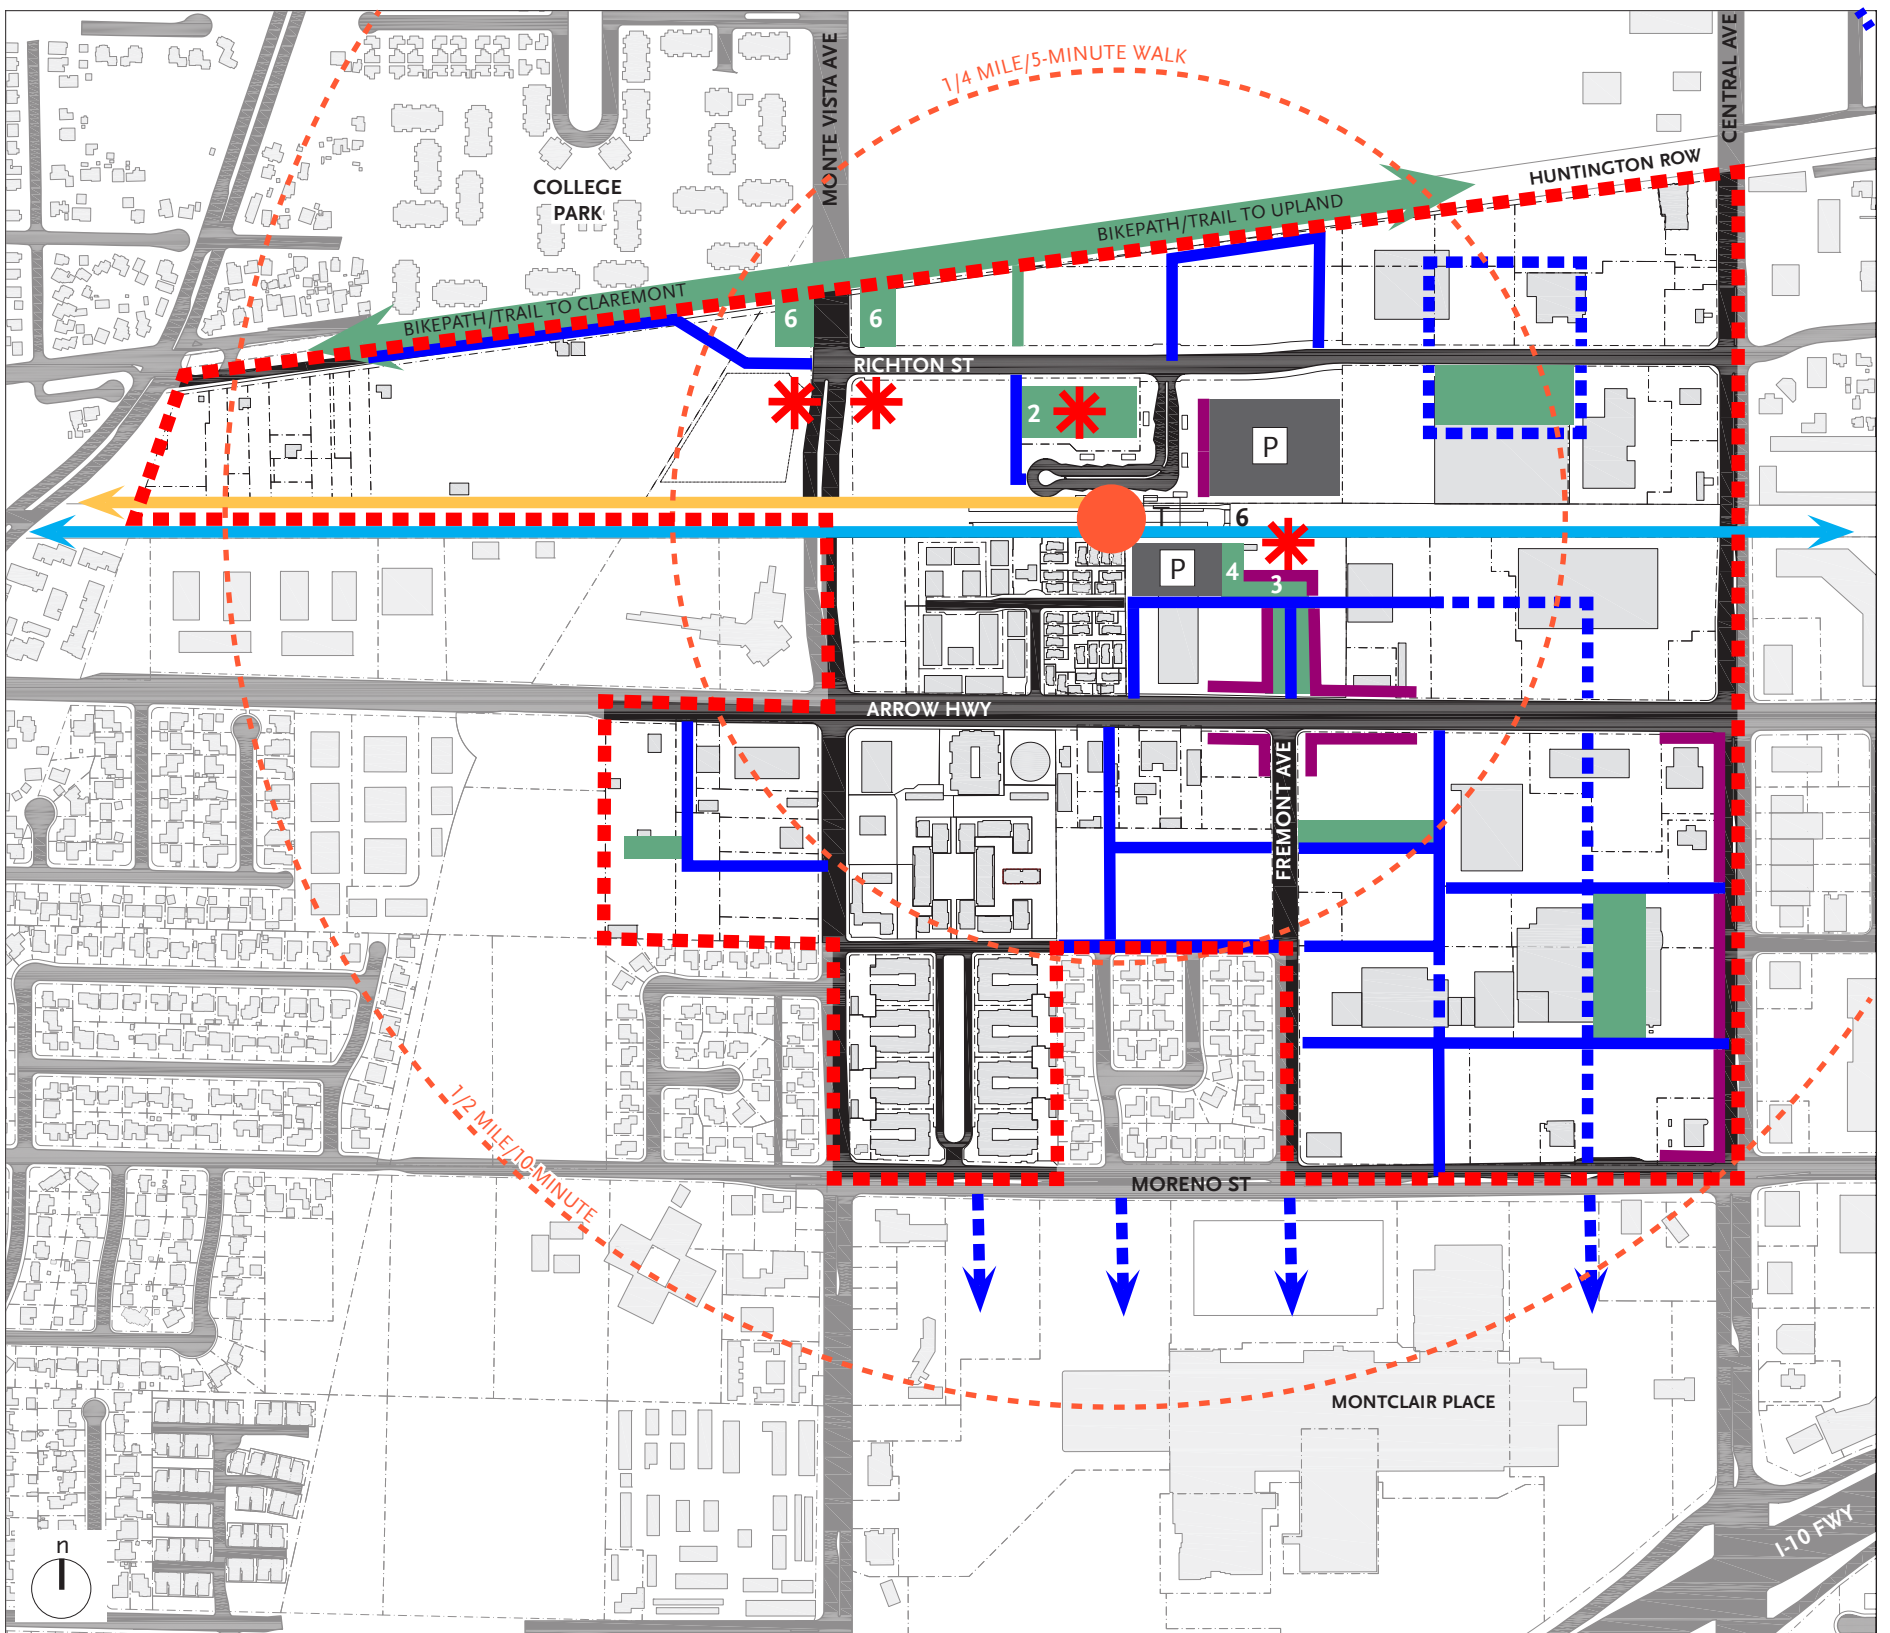 1/4 MILE/5-MINUTE WALK
MONTE VISTA AVE
CENTRAL AVE
HUNTINGTON ROW
COLLEGE
PARK
BIKEPATH/TRAIL TO UPLAND
BIKEPATH/TRAIL TO CLAREMONT
6
6
RICHTON ST
2
P
T
6
P
4
3
ARROW HWY
FREMONT AVE
1/2 MILE/10-MINUTE
MORENO ST
MONTCLAIR PLACE
I-10 FWY
n